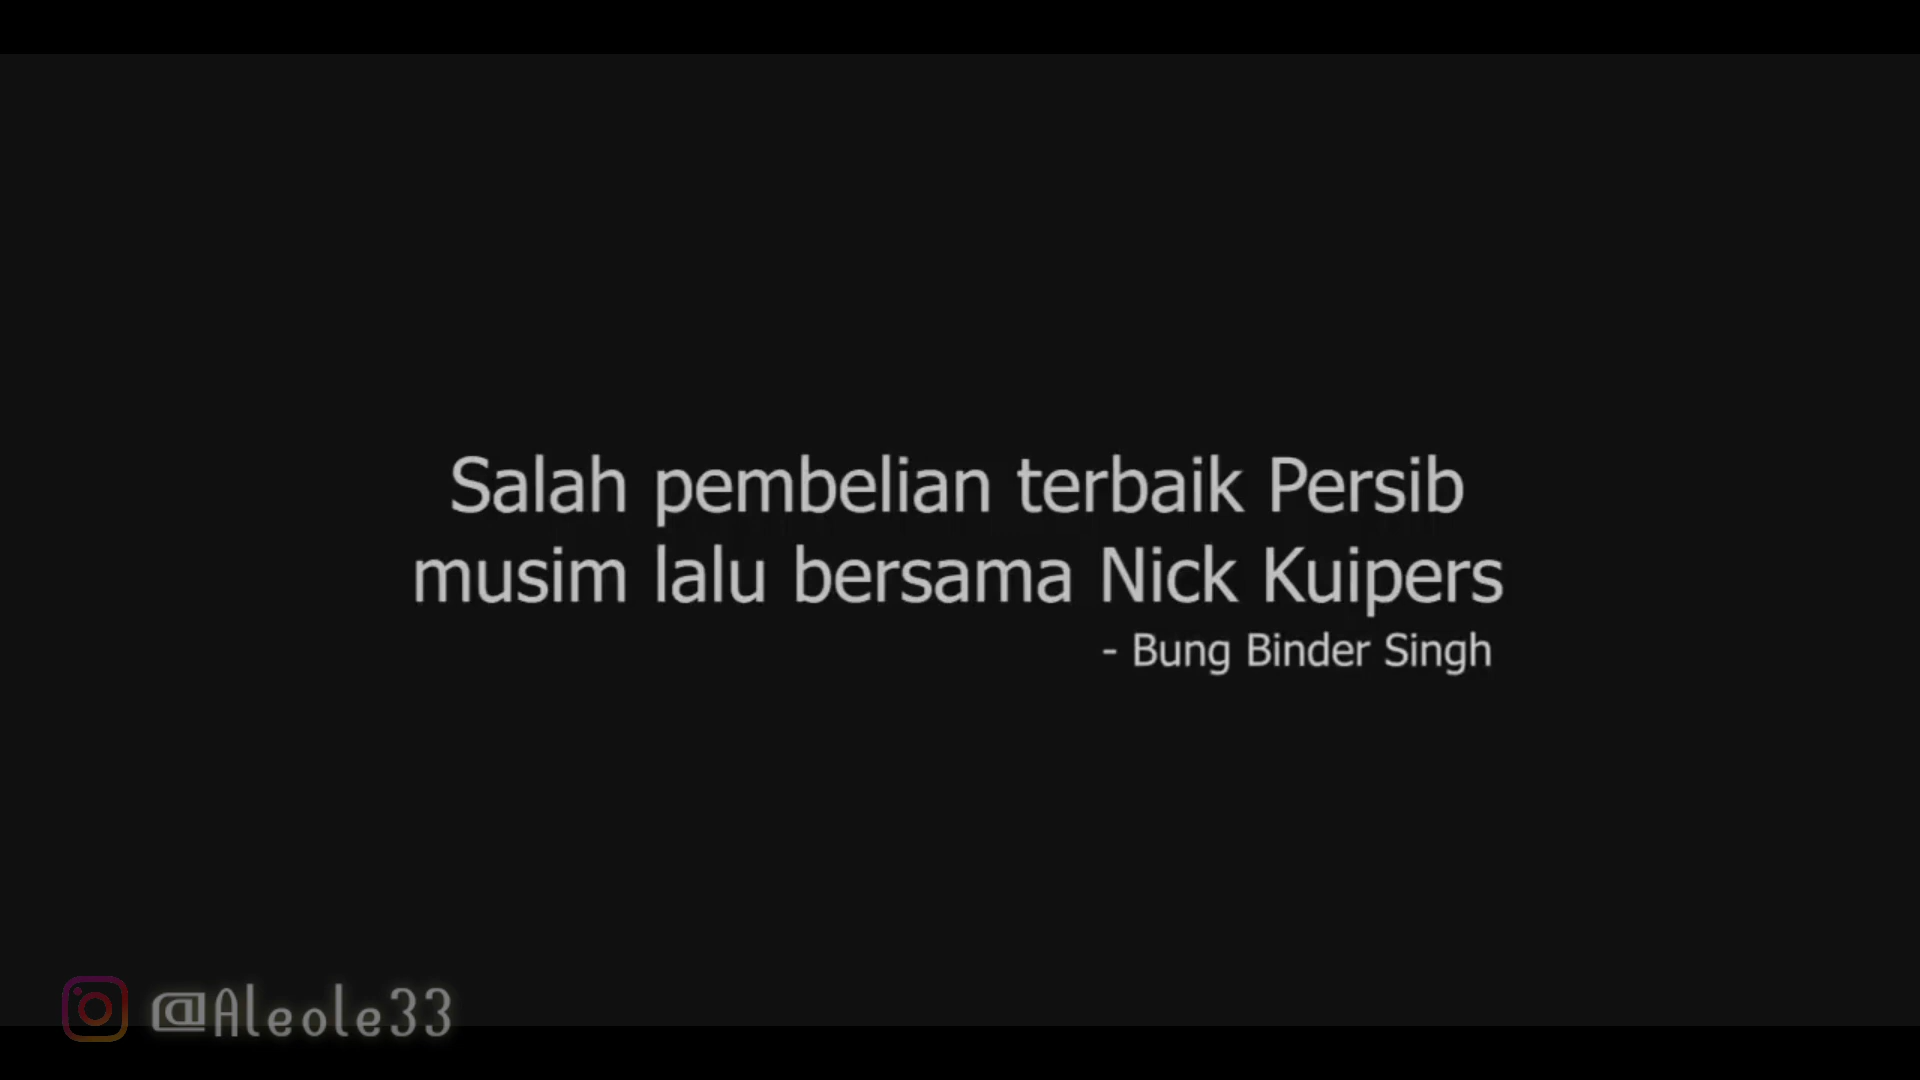 Salah pembelian terbaik Persib
musim lalu bersama Nick Kuipers
- Bung Binder Singh
@Aleole33